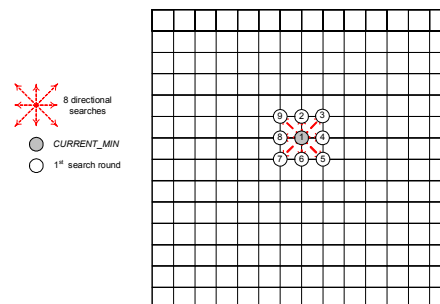 8 directional
searches
CURRENT_MIN
1st search round
9 2 3
8 1 4
7 6 5